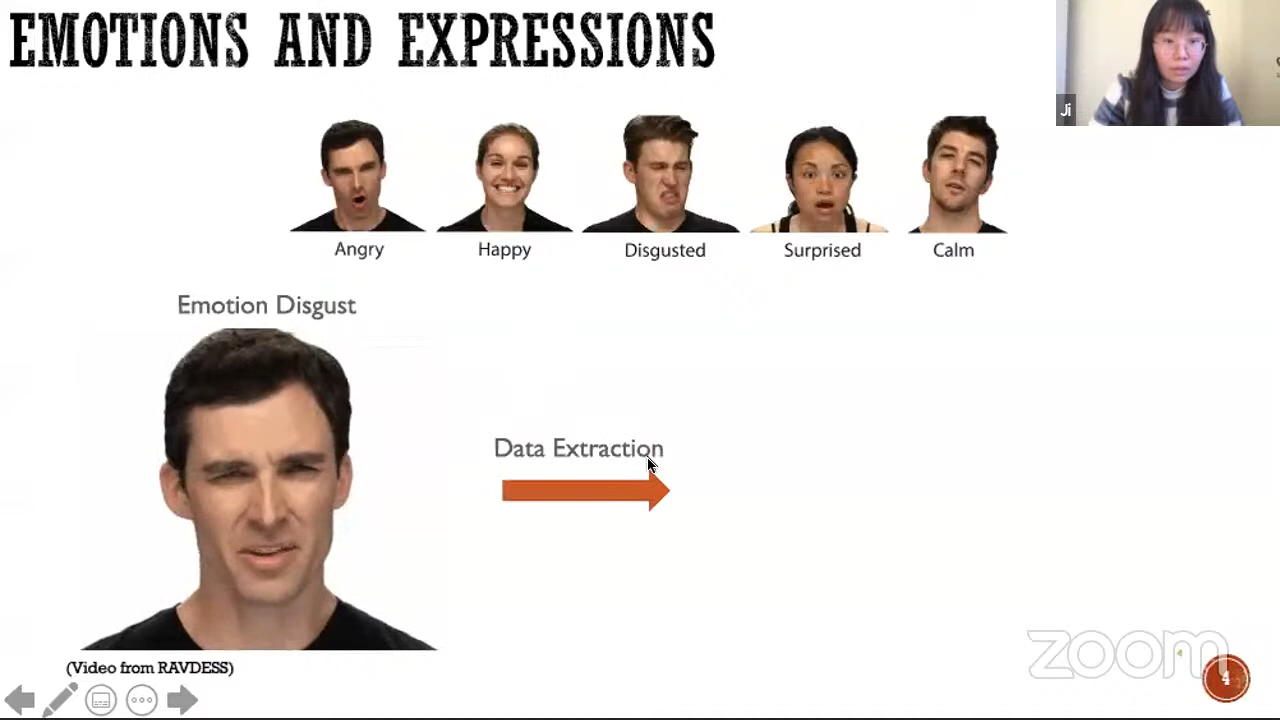 EMOTIONS AND EXPRESSIONS
Ji
Angry Happy Disgusted Surprised Calm
Emotion Disgust
Data Extraction
(Video from RAVDESS)
zoom
4